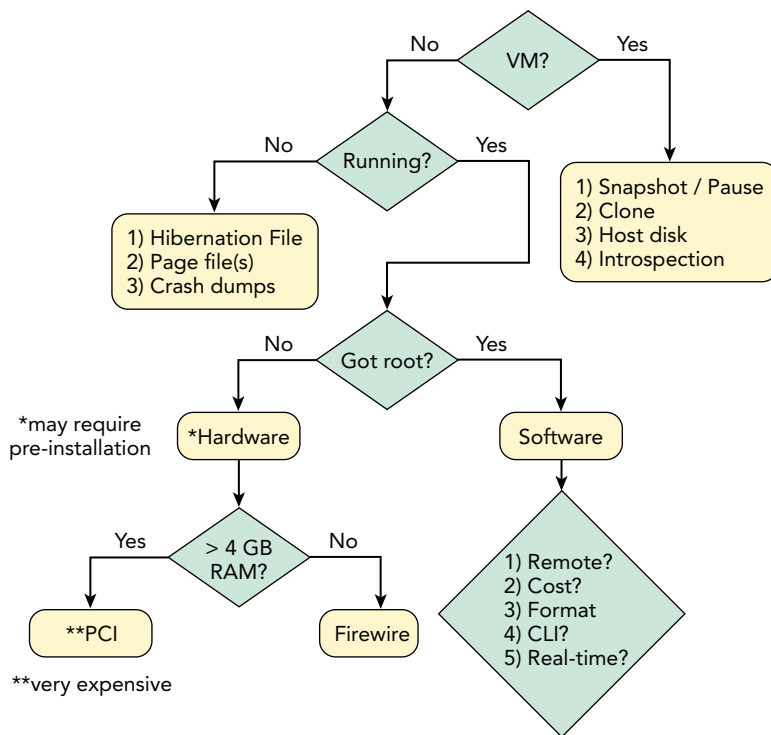 VM?
No
Yes
Running?
No
Yes
1) Snapshot / Pause
2) Clone
3) Host disk
4) Introspection
1) Hibernation File
2) Page file(s)
3) Crash dumps
Got root?
No
Yes
*may require
pre-installation
*Hardware
Software
> 4 GB
RAM?
Yes
No
**PCI
Firewire
**very expensive
1) Remote?
2) Cost?
3) Format
4) CLI?
5) Real-time?